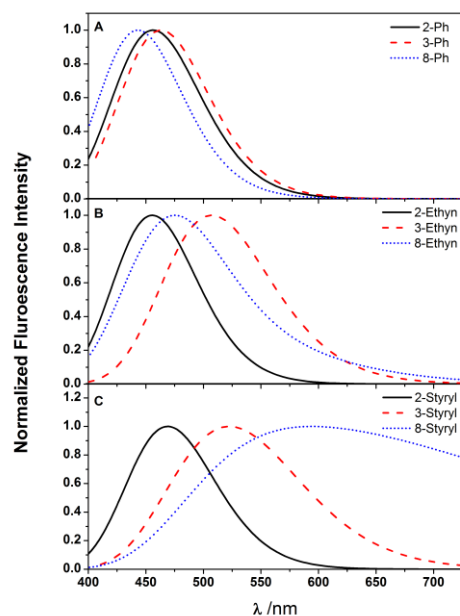 A
1.0
0.8
0.6
0.4
0.2
0.0
2-Ph
3-Ph
8-Ph
B
1.0
0.8
0.6
0.4
0.2
0.0
2-Ethyn
3-Ethyn
8-Ethyn
C
1.2
1.0
0.8
0.6
0.4
0.2
0.0
2-Styryl
3-Styryl
8-Styryl
400 450 500 550 600 650 700
λ /nm
Normalized Fluroescence Intensity